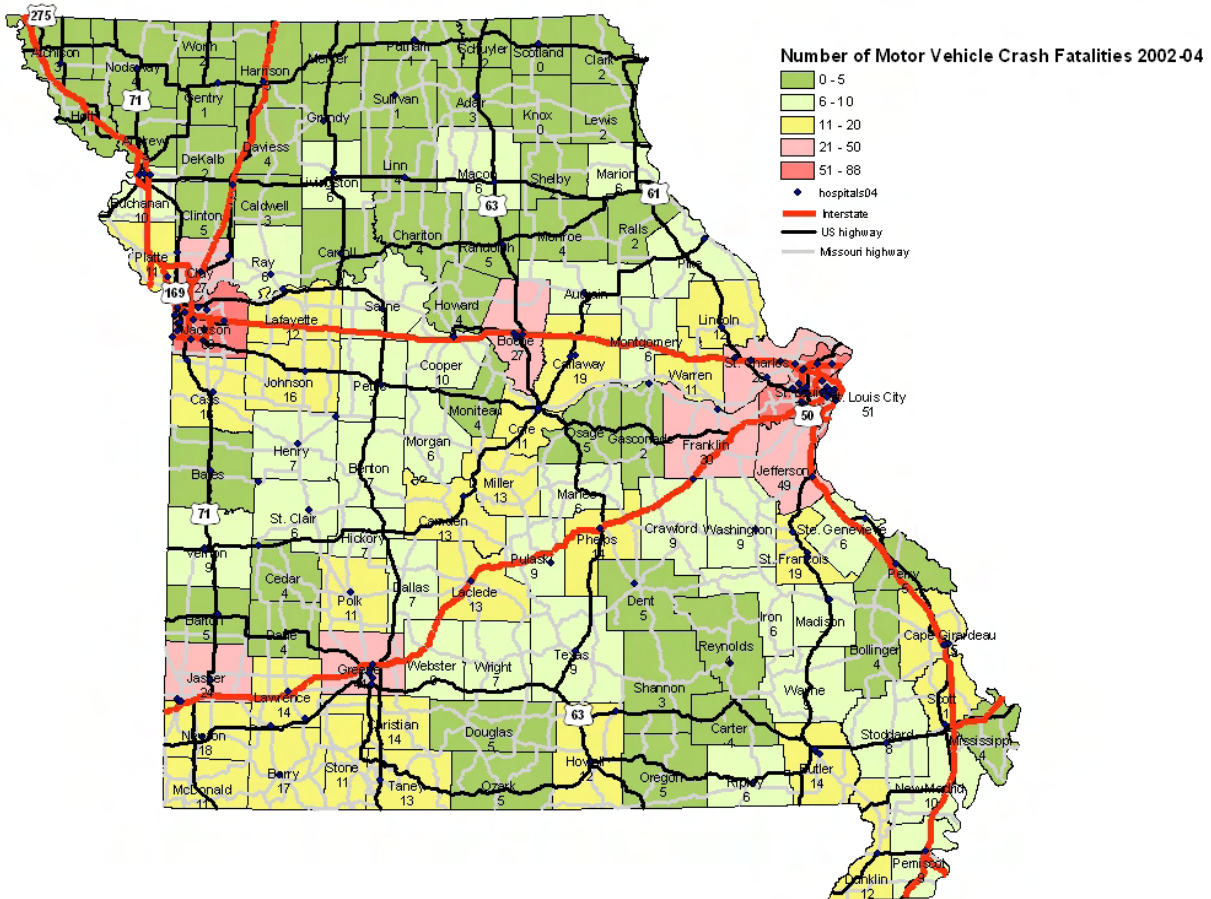 275
Number of Motor Vehicle Crash Fatalities 2002-04
0 - 5
6 - 10
11 - 20
21 - 50
51 - 88
hospitals04
Interstate
US highway
Missouri highway
Atchison
3
Nodaway
4
Worth
2
Harrison
Mercer
Putnam
Schuyler
Scotland
0
Clark
2
71
Gentry
1
Sullivan
1
Adair
3
Knox
0
Lewis
2
Holt
1
Andrew
DeKalb
2
Daviess
4
Grundy
Livingston
6
Linn
4
Macon
6
Shelby
Marion
6
61
63
Buchanan
10
Clinton
5
Caldwell
3
Carroll
Chariton
4
Randolph
5
Monroe
4
Ralls
2
Platte
11
Clay
27
Ray
6
169
Pike
7
Audrain
Saline
8
Howard
4
Boone
27
Lafayette
12
Jackson
Lincoln
12
Montgomery
6
Callaway
19
Warren
11
St. Charles
St. Louis City
51
50
Cooper
10
Johnson
16
Cass
Moniteau
4
Cole
11
Osage
5
Gasconade
2
Franklin
30
Jefferson
49
Morgan
6
Henry
7
Benton
7
Bates
Miller
13
Maries
6
71
St. Clair
6
Camden
13
Hickory
7
Vernon
9
Pulaski
9
Phelps
Crawford
9
Washington
9
Ste. Genevieve
6
St. Francois
19
Perry
Cedar
4
Polk
11
Dallas
7
Laclede
13
Dent
5
Iron
6
Madison
Bollinger
4
Cape Girardeau
Barton
5
Dade
4
Greene
Webster
Wright
7
Texas
9
Reynolds
Shannon
3
Wayne
Scott
Jasper
Lawrence
14
63
Carter
4
Stoddard
8
Mississippi
4
Newton
18
Christian
14
Douglas
5
Howell
Butler
14
McDonald
11
Barry
17
Stone
11
Taney
13
Ozark
5
Oregon
5
Ripley
6
New Madrid
10
Pemiscot
9
Dunklin
12